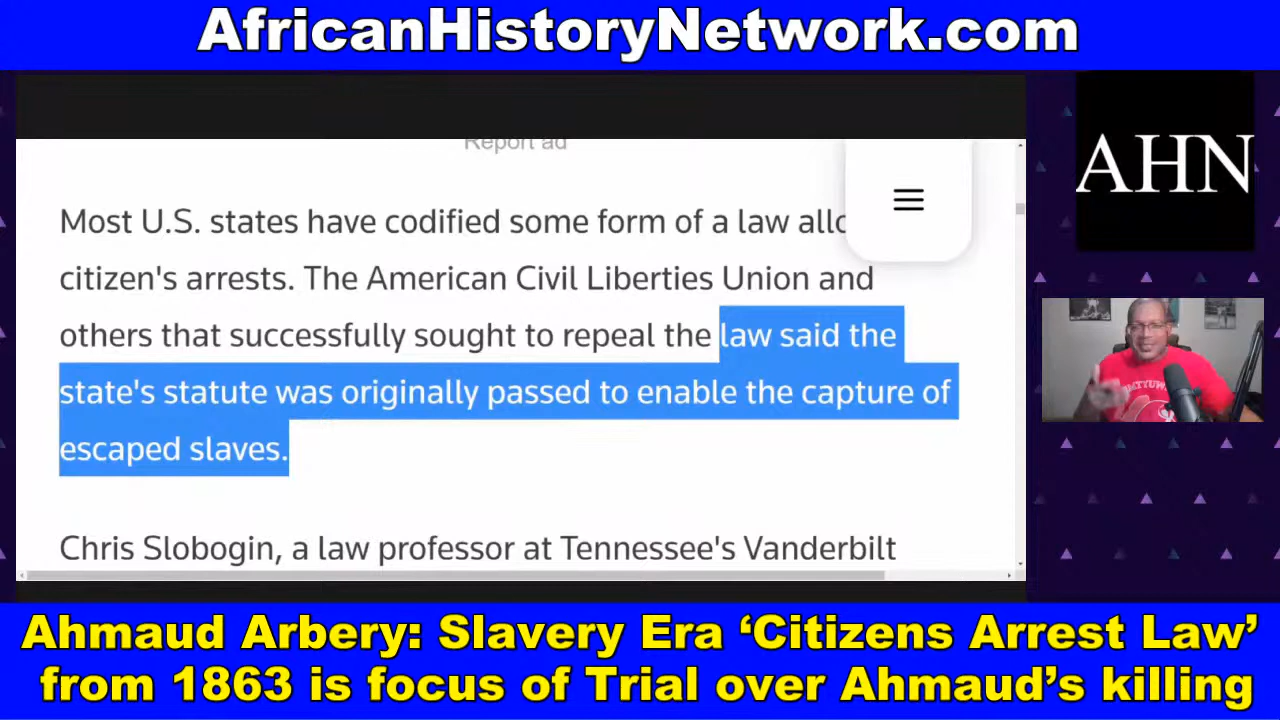 AfricanHistoryNetwork.com
Report ad
Most U.S. states have codified some form of a law allo
citizen's arrests. The American Civil Liberties Union and
others that successfully sought to repeal the law said the
state's statute was originally passed to enable the capture of
escaped slaves.
Chris Slobogin, a law professor at Tennessee's Vanderbilt
AHN
Ahmaud Arbery: Slavery Era ‘Citizens Arrest Law’
from 1863 is focus of Trial over Ahmaud’s killing